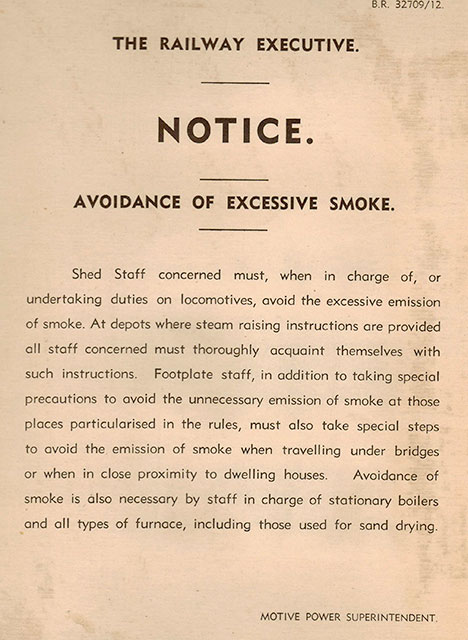 B.R. 32709/12.
THE RAILWAY EXECUTIVE.
NOTICE.
AVOIDANCE OF EXCESSIVE SMOKE.
Shed Staff concerned must, when in charge of, or
undertaking duties on locomotives, avoid the excessive emission
of smoke. At depots where steam raising instructions are provided
all staff concerned must thoroughly acquaint themselves with
such instructions. Footplate staff, in addition to taking special
precautions to avoid the unnecessary emission of smoke at those
places particularised in the rules, must also take special steps
to avoid the emission of smoke when travelling under bridges
or when in close proximity to dwelling houses. Avoidance of
smoke is also necessary by staff in charge of stationary boilers
and all types of furnace, including those used for sand drying.
MOTIVE POWER SUPERINTENDENT.